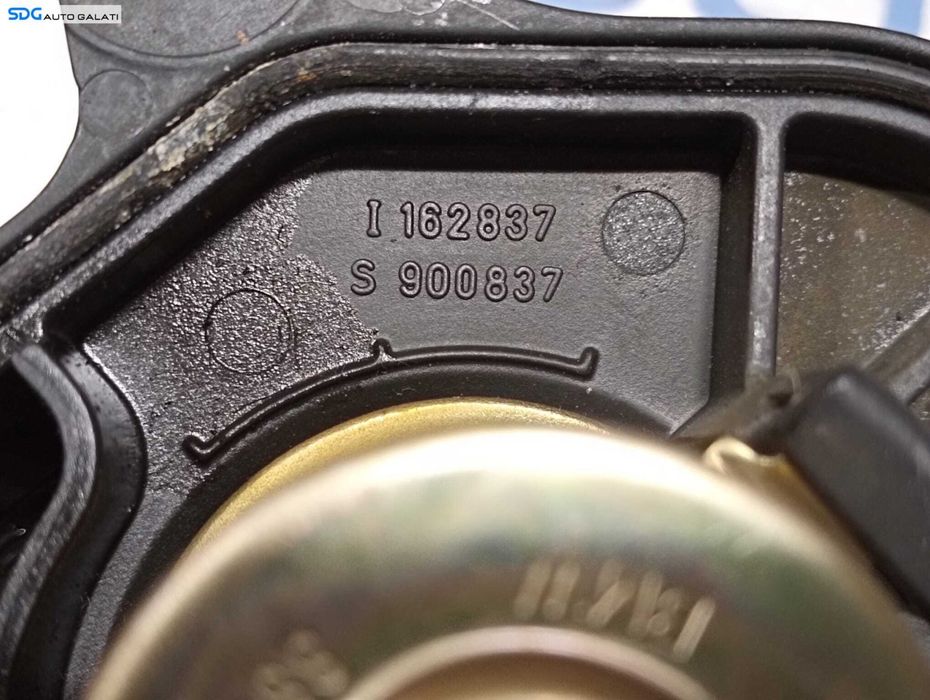 SDG AUTO GALATI
I 162837
S 900837